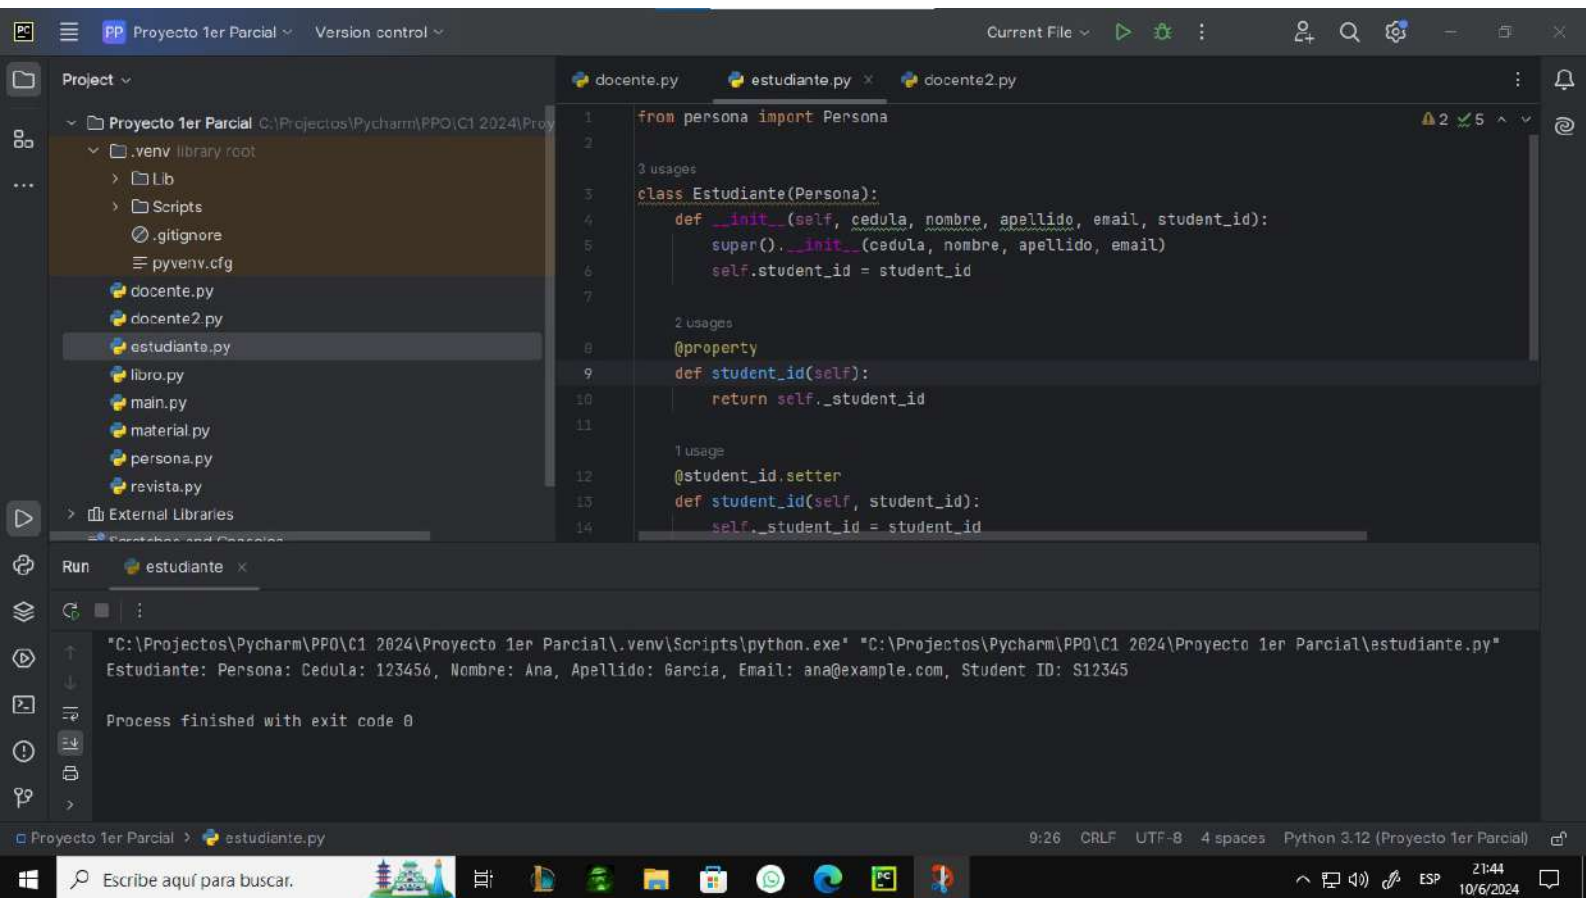 PC
PP Proyecto 1er Parcial
Version control
Current File
Project
docente.py
estudiante.py
docente2.py
Proyecto 1er Parcial C:\Projectos\Pycharm\PPO\C1 2024\Proy
.venv library root
Lib
Scripts
.gitignore
pyvenv.cfg
docente.py
docente2.py
estudiante.py
libro.py
main.py
material.py
persona.py
revista.py
External Libraries
Scratches and Consoles
2 5
1 from persona import Persona
2
3 usages
3 class Estudiante(Persona):
4 def __init__(self, cedula, nombre, apellido, email, student_id):
5 super().__init__(cedula, nombre, apellido, email)
6 self.student_id = student_id
7
2 usages
8 @property
9 def student_id(self):
10 return self._student_id
11
1 usage
12 @student_id.setter
13 def student_id(self, student_id):
14 self._student_id = student_id
Run
estudiante
"C:\Projectos\Pycharm\PPO\C1 2024\Proyecto 1er Parcial\.venv\Scripts\python.exe" "C:\Projectos\Pycharm\PPO\C1 2024\Proyecto 1er Parcial\estudiante.py"
Estudiante: Persona: Cedula: 123456, Nombre: Ana, Apellido: Garcia, Email: ana@example.com, Student ID: S12345
Process finished with exit code 0
Proyecto 1er Parcial > estudiante.py
9:26 CRLF UTF-8 4 spaces Python 3.12 (Proyecto 1er Parcial)
Escribe aquí para buscar.
PC
ESP
21:44
10/6/2024